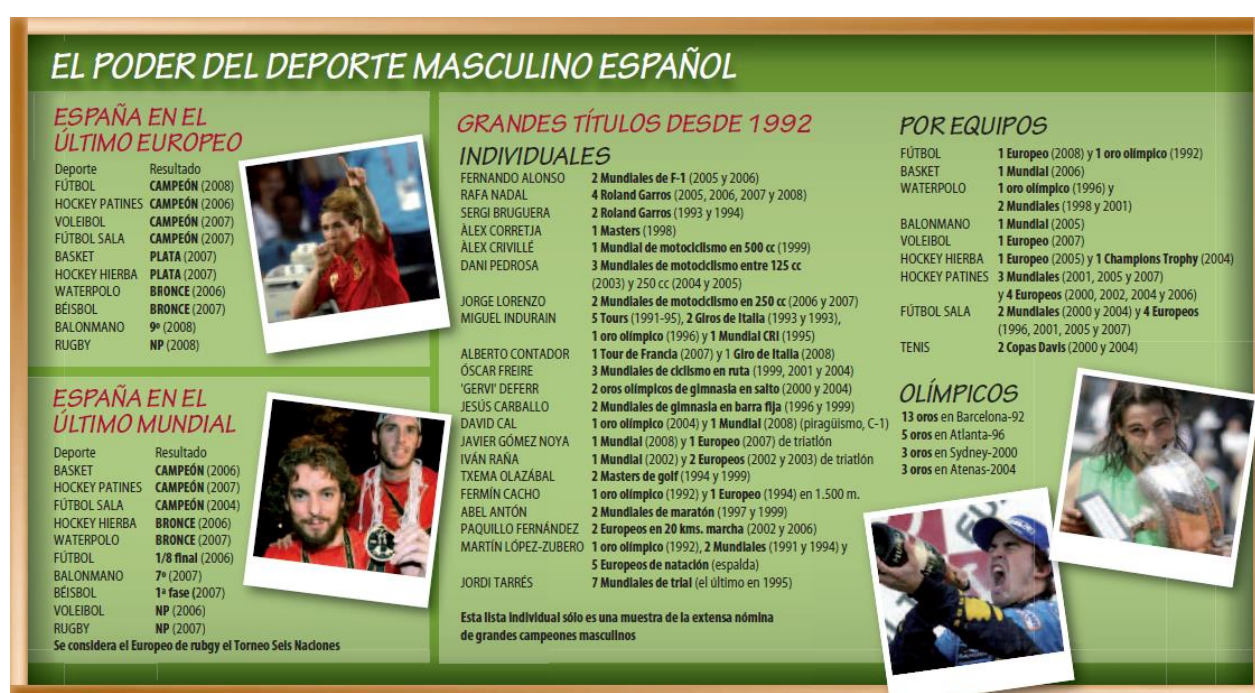 EL PODER DEL DEPORTE MASCULINO ESPAÑOL
ESPAÑA EN EL
ÚLTIMO EUROPEO
Deporte Resultado
FÚTBOL CAMPEÓN (2008)
HOCKEY PATINES CAMPEÓN (2006)
VOLEIBOL CAMPEÓN (2007)
FÚTBOL SALA CAMPEÓN (2007)
BASKET PLATA (2007)
HOCKEY HIERBA PLATA (2007)
WATERPOLO BRONCE (2006)
BÉISBOL BRONCE (2007)
BALONMANO 9º (2008)
RUGBY NP (2008)
ESPAÑA EN EL
ÚLTIMO MUNDIAL
Deporte Resultado
BASKET CAMPEÓN (2006)
HOCKEY PATINES CAMPEÓN (2007)
FÚTBOL SALA CAMPEÓN (2004)
HOCKEY HIERBA BRONCE (2006)
WATERPOLO BRONCE (2007)
FÚTBOL 1/8 final (2006)
BALONMANO 7º (2007)
BÉISBOL 1ª fase (2007)
VOLEIBOL NP (2006)
RUGBY NP (2007)
Se considera el Europeo de rubgy el Torneo Seis Naciones
GRANDES TÍTULOS DESDE 1992
INDIVIDUALES
FERNANDO ALONSO 2 Mundiales de F-1 (2005 y 2006)
RAFA NADAL 4 Roland Garros (2005, 2006, 2007 y 2008)
SERGI BRUGUERA 2 Roland Garros (1993 y 1994)
ÀLEX CORRETJA 1 Masters (1998)
ÀLEX CRIVILLÉ 1 Mundial de motociclismo en 500 cc (1999)
DANI PEDROSA 3 Mundiales de motociclismo entre 125 cc
(2003) y 250 cc (2004 y 2005)
JORGE LORENZO 2 Mundiales de motociclismo en 250 cc (2006 y 2007)
MIGUEL INDURAIN 5 Tours (1991-95), 2 Giros de Italia (1993 y 1993),
1 oro olímpico (1996) y 1 Mundial CRI (1995)
ALBERTO CONTADOR 1 Tour de Francia (2007) y 1 Giro de Italia (2008)
ÓSCAR FREIRE 3 Mundiales de ciclismo en ruta (1999, 2001 y 2004)
'GERVI' DEFERR 2 oros olímpicos de gimnasia en salto (2000 y 2004)
JESÚS CARBALLO 2 Mundiales de gimnasia en barra fija (1996 y 1999)
DAVID CAL 1 oro olímpico (2004) y 1 Mundial (2008) (piragüismo, C-1)
JAVIER GÓMEZ NOYA 1 Mundial (2008) y 1 Europeo (2007) de triatlón
IVÁN RAÑA 1 Mundial (2002) y 2 Europeos (2002 y 2003) de triatlón
TXEMA OLAZÁBAL 2 Masters de golf (1994 y 1999)
FERMÍN CACHO 1 oro olímpico (1992) y 1 Europeo (1994) en 1.500 m.
ABEL ANTÓN 2 Mundiales de maratón (1997 y 1999)
PAQUILLO FERNÁNDEZ 2 Europeos en 20 kms. marcha (2002 y 2006)
MARTÍN LÓPEZ-ZUBERO 1 oro olímpico (1992), 2 Mundiales (1991 y 1994) y
5 Europeos de natación (espalda)
JORDI TARRÉS 7 Mundiales de trial (el último en 1995)
Esta lista individual sólo es una muestra de la extensa nómina
de grandes campeones masculinos
POR EQUIPOS
FÚTBOL 1 Europeo (2008) y 1 oro olímpico (1992)
BASKET 1 Mundial (2006)
WATERPOLO 1 oro olímpico (1996) y
2 Mundiales (1998 y 2001)
BALONMANO 1 Mundial (2005)
VOLEIBOL 1 Europeo (2007)
HOCKEY HIERBA 1 Europeo (2005) y 1 Champions Trophy (2004)
HOCKEY PATINES 3 Mundiales (2001, 2005 y 2007)
y 4 Europeos (2000, 2002, 2004 y 2006)
FÚTBOL SALA 2 Mundiales (2000 y 2004) y 4 Europeos
(1996, 2001, 2005 y 2007)
TENIS 2 Copas Davis (2000 y 2004)
OLÍMPICOS
13 oros en Barcelona-92
5 oros en Atlanta-96
3 oros en Sydney-2000
3 oros en Atenas-2004